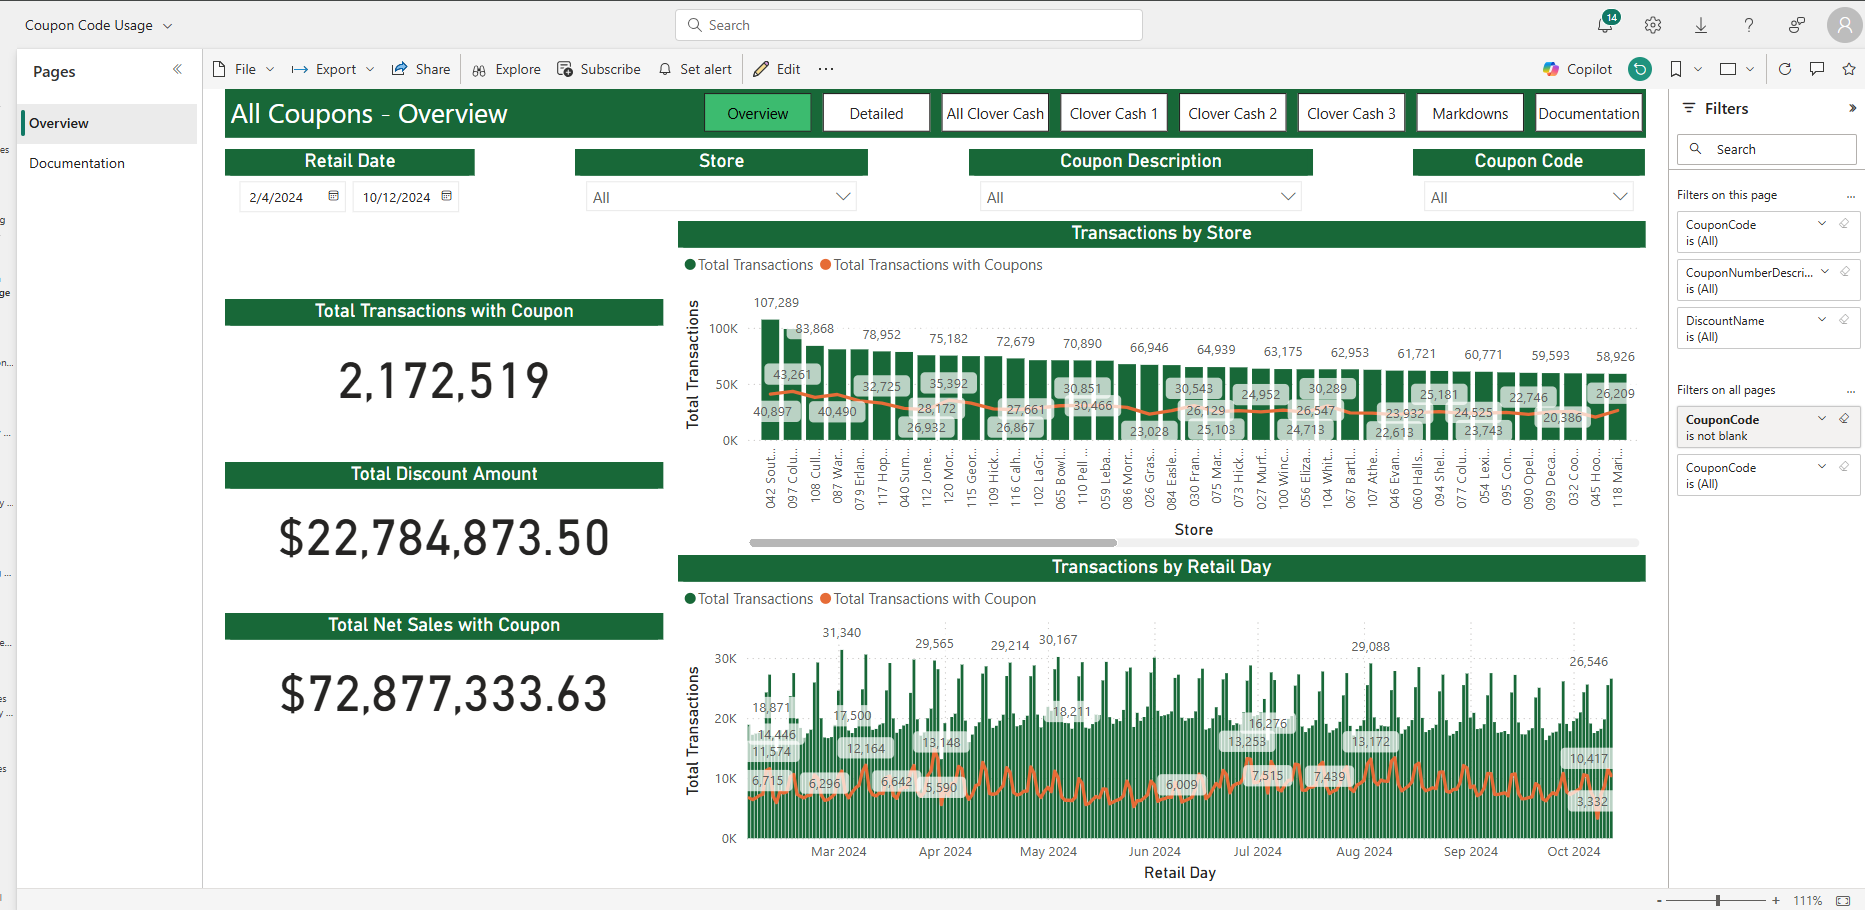 Coupon Code Usage
Search
14
Pages
Overview
Documentation
File
Export
Share
Explore
Subscribe
Set alert
Edit
Copilot
All Coupons - Overview
Overview
Detailed
All Clover Cash
Clover Cash 1
Clover Cash 2
Clover Cash 3
Markdowns
Documentation
Retail Date
2/4/2024
10/12/2024
Store
All
Coupon Description
All
Coupon Code
All
Total Transactions with Coupon
2,172,519
Total Discount Amount
$22,784,873.50
Total Net Sales with Coupon
$72,877,333.63
Transactions by Store
Total Transactions
Total Transactions with Coupons
Total Transactions
100K
50K
0K
107,289
83,868
78,952
75,182
72,679
70,890
66,946
64,939
63,175
62,953
61,721
60,771
59,593
58,926
43,261
32,725
35,392
30,851
30,543
24,952
30,289
25,181
22,746
26,209
40,897
40,490
28,172
27,661
30,466
26,129
26,547
23,932
24,525
20,386
26,932
26,867
23,028
25,103
24,713
22,613
23,743
042 Sout...
097 Colu...
108 Cull...
087 War...
079 Erlan...
117 Hop...
040 Sum...
112 Jone...
120 Mor...
115 Geor...
109 Hick...
116 Calh...
102 LaGr...
065 Bowl...
110 Pell ...
059 Leba...
086 Morr...
026 Gras...
084 Easle...
030 Fran...
075 Mar...
073 Hick...
027 Murf...
100 Winc...
056 Eliza...
104 Whit...
067 Bartl...
107 Athe...
046 Evan...
060 Halls...
094 Shel...
077 Colu...
054 Lexi...
095 Con...
090 Opel...
099 Deca...
032 Coo...
045 Hoo...
118 Mari...
Store
Transactions by Retail Day
Total Transactions
Total Transactions with Coupon
Total Transactions
30K
20K
10K
0K
31,340
29,565
29,214
30,167
29,088
26,546
18,871
17,500
18,211
16,276
14,446
11,574
12,164
13,148
13,253
13,172
10,417
6,715
6,296
6,642
5,590
6,009
7,515
7,439
3,332
Mar 2024
Apr 2024
May 2024
Jun 2024
Jul 2024
Aug 2024
Sep 2024
Oct 2024
Retail Day
Filters
Search
Filters on this page
...
CouponCode
is (All)
CouponNumberDescri...
is (All)
DiscountName
is (All)
Filters on all pages
...
CouponCode
is not blank
CouponCode
is (All)
- + 111%